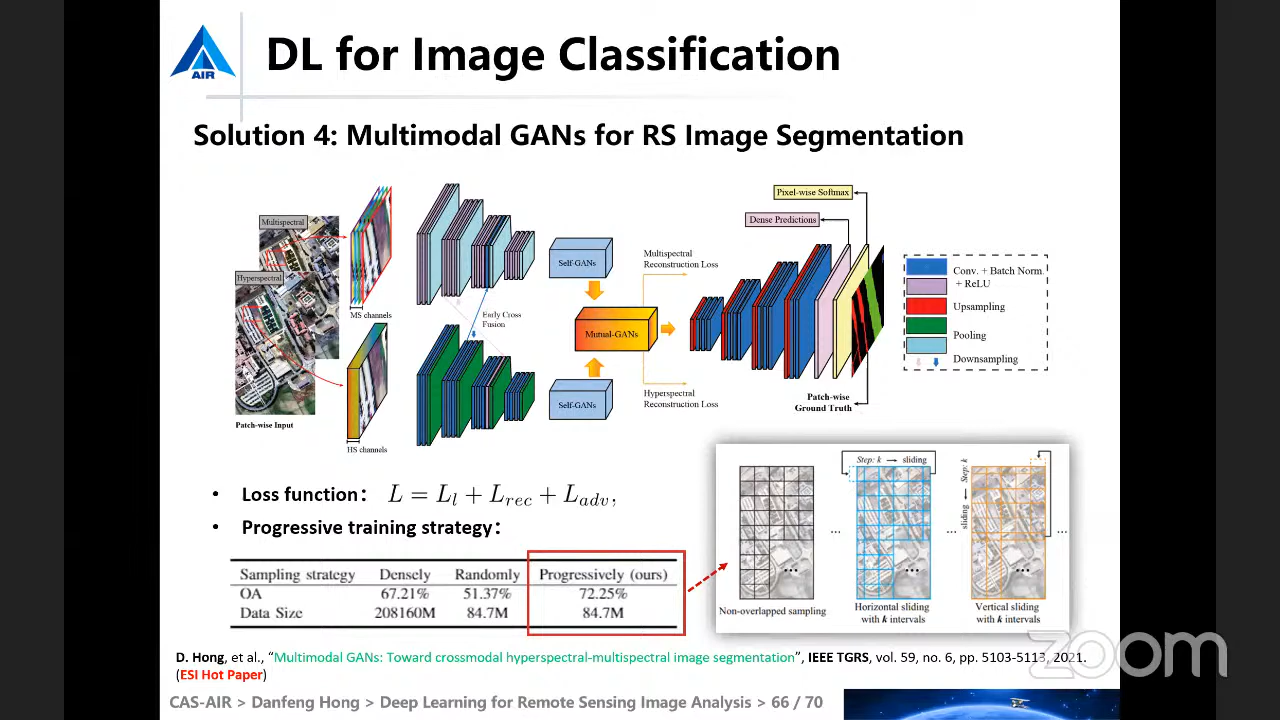 AIR
DL for Image Classification
Solution 4: Multimodal GANs for RS Image Segmentation
Multispectral
Hyperspectral
Patch-wise Input
MS channels
HS channels
Early Cross
Fusion
Self-GANs
Mutual-GANs
Self-GANs
Multispectral
Reconstruction Loss
Hyperspectral
Reconstruction Loss
Pixel-wise Softmax
Dense Predictions
Patch-wise
Ground Truth
Conv. + Batch Norm.
+ ReLU
Upsampling
Pooling
Downsampling
• Loss function: L = L_l + L_rec + L_adv,
• Progressive training strategy:
Sampling strategy Densely Randomly Progressively (ours)
OA 67.21% 51.37% 72.25%
Data Size 208160M 84.7M 84.7M
Step: k → sliding
sliding → Step: k
... ... ...
... ... ...
Non-overlapped sampling
Horizontal sliding
with k intervals
Vertical sliding
with k intervals
D. Hong, et al., “Multimodal GANs: Toward crossmodal hyperspectral-multispectral image segmentation”, IEEE TGRS, vol. 59, no. 6, pp. 5103-5113, 2021.
(ESI Hot Paper)
zoom
CAS-AIR > Danfeng Hong > Deep Learning for Remote Sensing Image Analysis > 66 / 70